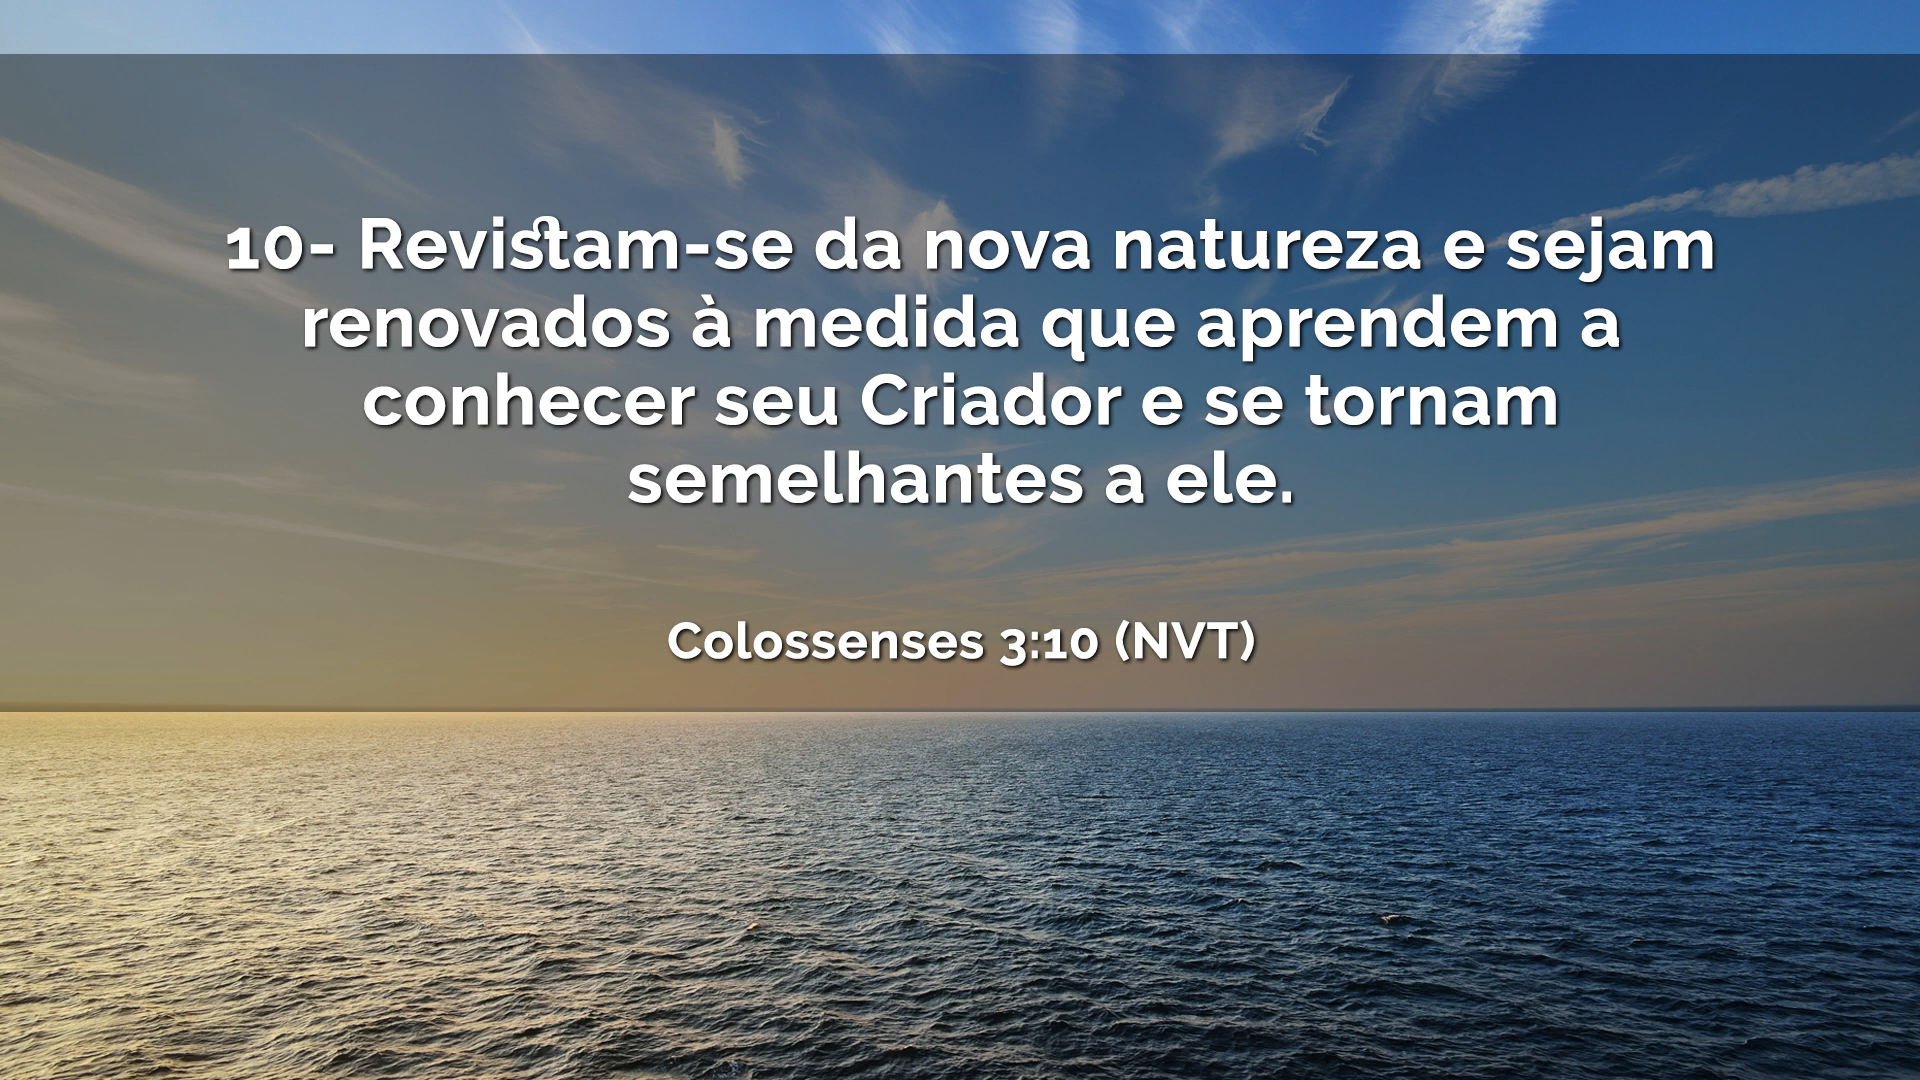 10- Revistam-se da nova natureza e sejam
renovados à medida que aprendem a
conhecer seu Criador e se tornam
semelhantes a ele.
Colossenses 3:10 (NVT)